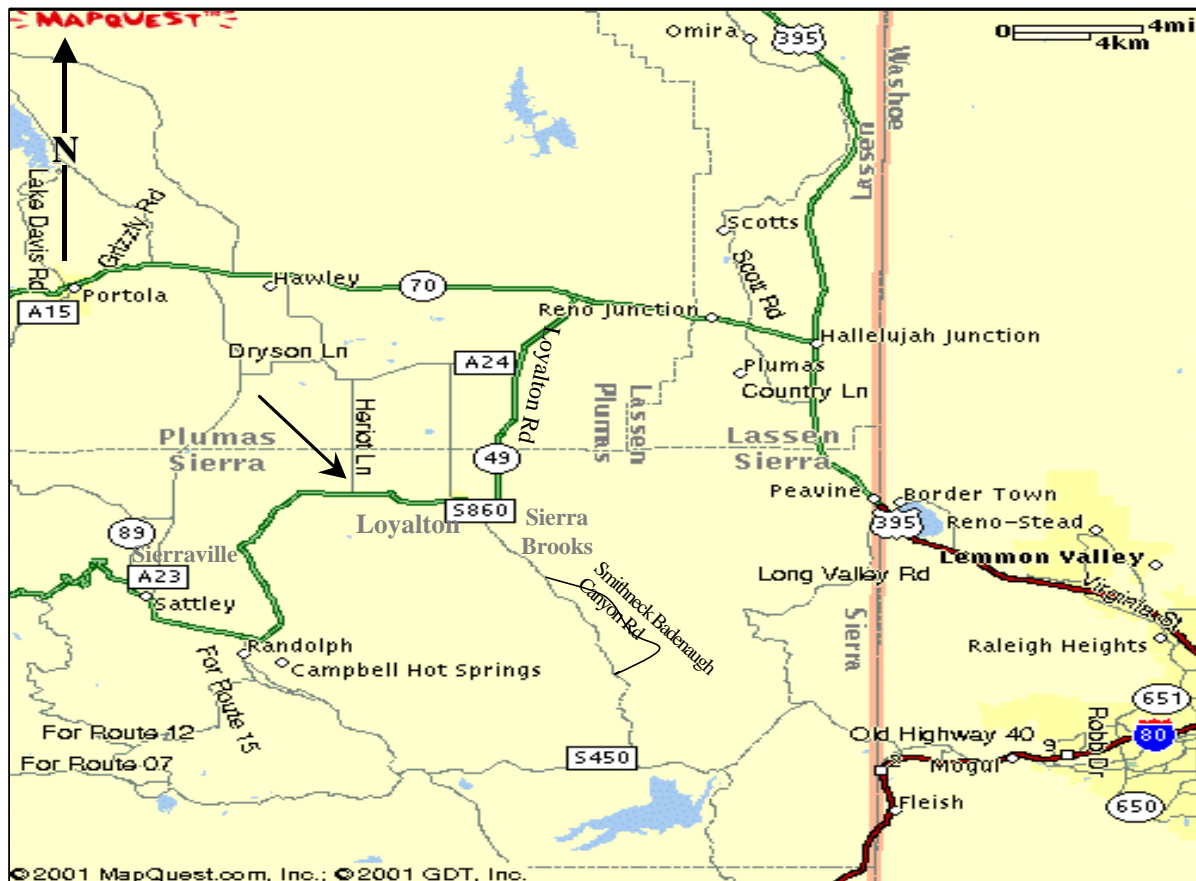 MAPQUEST™
Omira
395
0 4mi
4km
Washoe
Lassen
N
Lake Davis Rd
Grizzly Rd
Scotts
Scott Rd
Hawley
70
Portola
A15
Reno Junction
Hallelujah Junction
Loyalton Rd
Dryson Ln
A24
Plumas
Country Ln
Heriot Ln
Lassen
Plumas
Plumas
Sierra
Lassen
Sierra
49
Peavine
Border Town
S860
Loyalton
Sierra
Brooks
395
Reno-Stead
89
Sierraville
Lemmon Valley
A23
Long Valley Rd
Smithneck Badenaugh
Canyon Rd
Virginia St
Sattley
Sierra
Randolph
Raleigh Heights
Campbell Hot Springs
For Route 15
651
For Route 12
Old Highway 40
Robb Dr
80
For Route 07
S450
9
2
Mogul
Fleish
650
©2001 MapQuest.com, Inc.; ©2001 GDT, Inc.